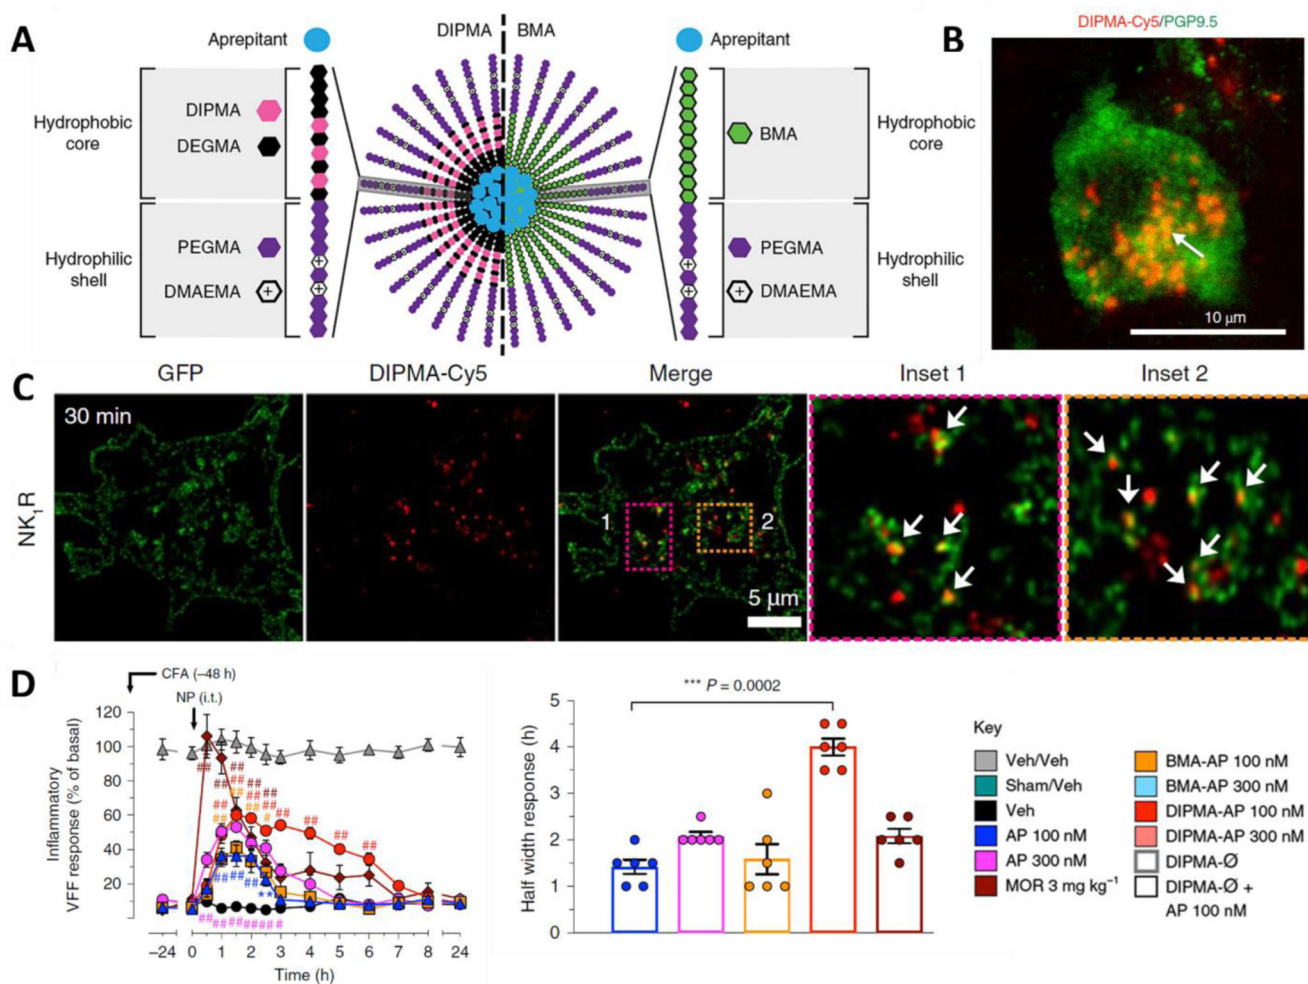 A
Aprepitant
DIPMA
BMA
Aprepitant
Hydrophobic
core
DIPMA
DEGMA
BMA
Hydrophobic
core
Hydrophilic
shell
PEGMA
DMAEMA
PEGMA
DMAEMA
Hydrophilic
shell
B
DIPMA-Cy5/PGP9.5
10 µm
C
GFP
DIPMA-Cy5
Merge
Inset 1
Inset 2
30 min
NK₁R
1
2
5 µm
D
CFA (–48 h)
NP (i.t.)
Inflammatory
VFF response (% of basal)
120
100
80
60
40
20
–24
0
1
2
3
4
5
6
7
8
24
Time (h)
*** P = 0.0002
Half width response (h)
5
4
3
2
1
0
Key
Veh/Veh
Sham/Veh
Veh
AP 100 nM
AP 300 nM
MOR 3 mg kg⁻¹
BMA-AP 100 nM
BMA-AP 300 nM
DIPMA-AP 100 nM
DIPMA-AP 300 nM
DIPMA-Ø
DIPMA-Ø +
AP 100 nM